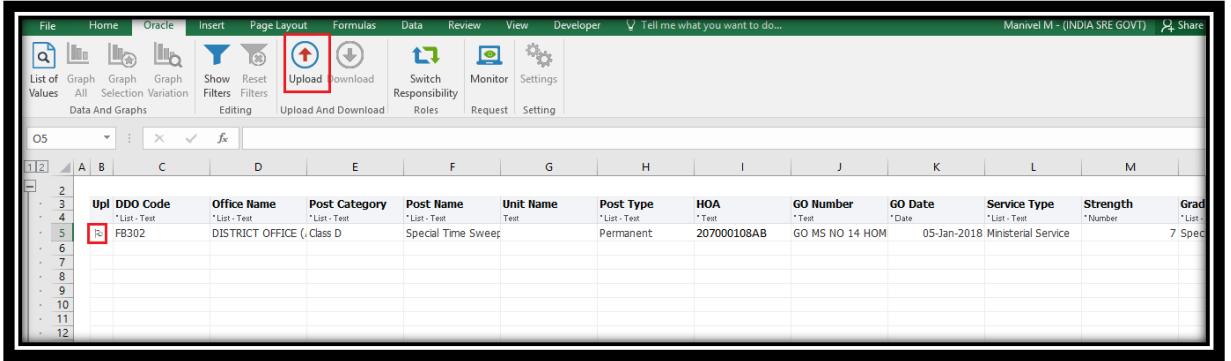 File Home Oracle Insert Page Layout Formulas Data Review View Developer Tell me what you want to do... Manivel M - (INDIA SRE GOVT) Share
List of Graph Graph Graph Show Reset Upload Download Switch Monitor Settings
Values All Selection Variation Filters Filters Responsibility
Data And Graphs Editing Upload And Download Roles Request Setting
O5 fx
1 2 A B C D E F G H I J K L M
2
3 Upl DDO Code Office Name Post Category Post Name Unit Name Post Type HOA GO Number GO Date Service Type Strength Grad
4 * List - Text * List - Text * List - Text * List - Text Text * List - Text * Text * Text * Date * List - Text * Number * List -
5 FB302 DISTRICT OFFICE (. Class D Special Time Sweep Permanent 207000108AB GO MS NO 14 HOM 05-Jan-2018 Ministerial Service 7 Spec
6
7
8
9
10
11
12